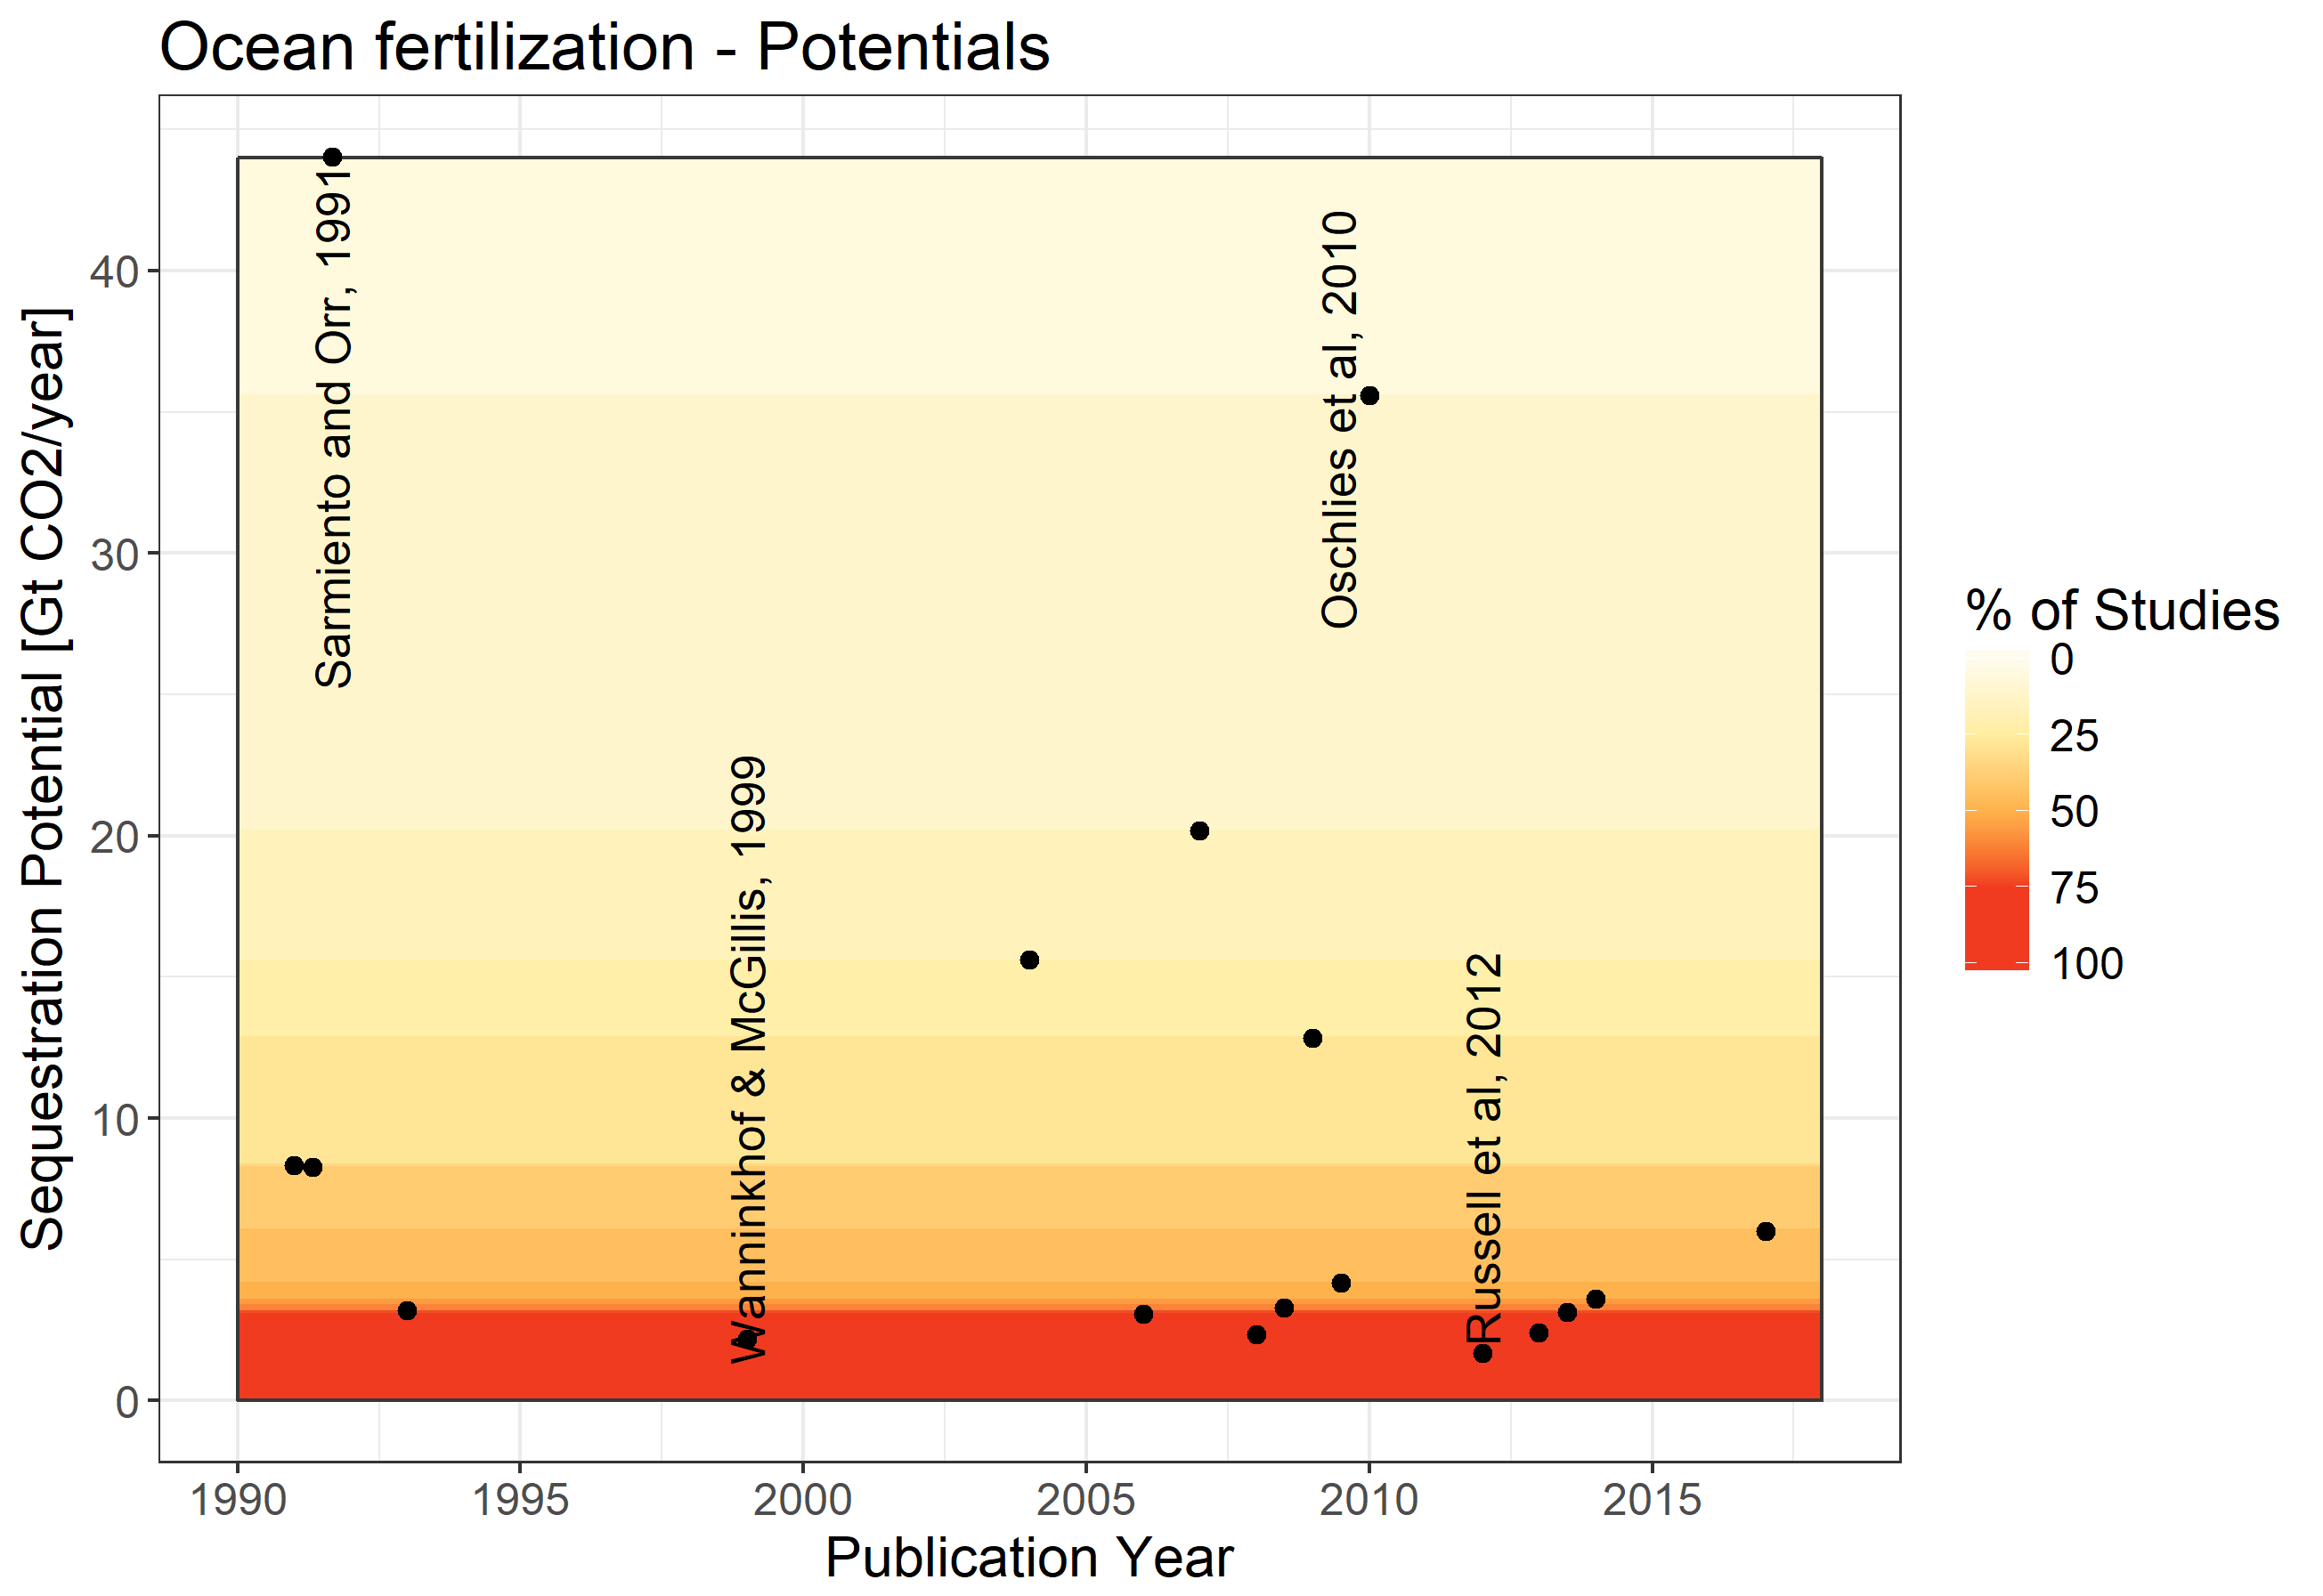 Ocean fertilization - Potentials
Sequestration Potential [Gt CO2/year]
40
30
20
10
0
Sarmiento and Orr, 1991
Wanninkhof & McGillis, 1999
Oschlies et al, 2010
Russell et al, 2012
1990
1995
2000
2005
2010
2015
Publication Year
% of Studies
0
25
50
75
100